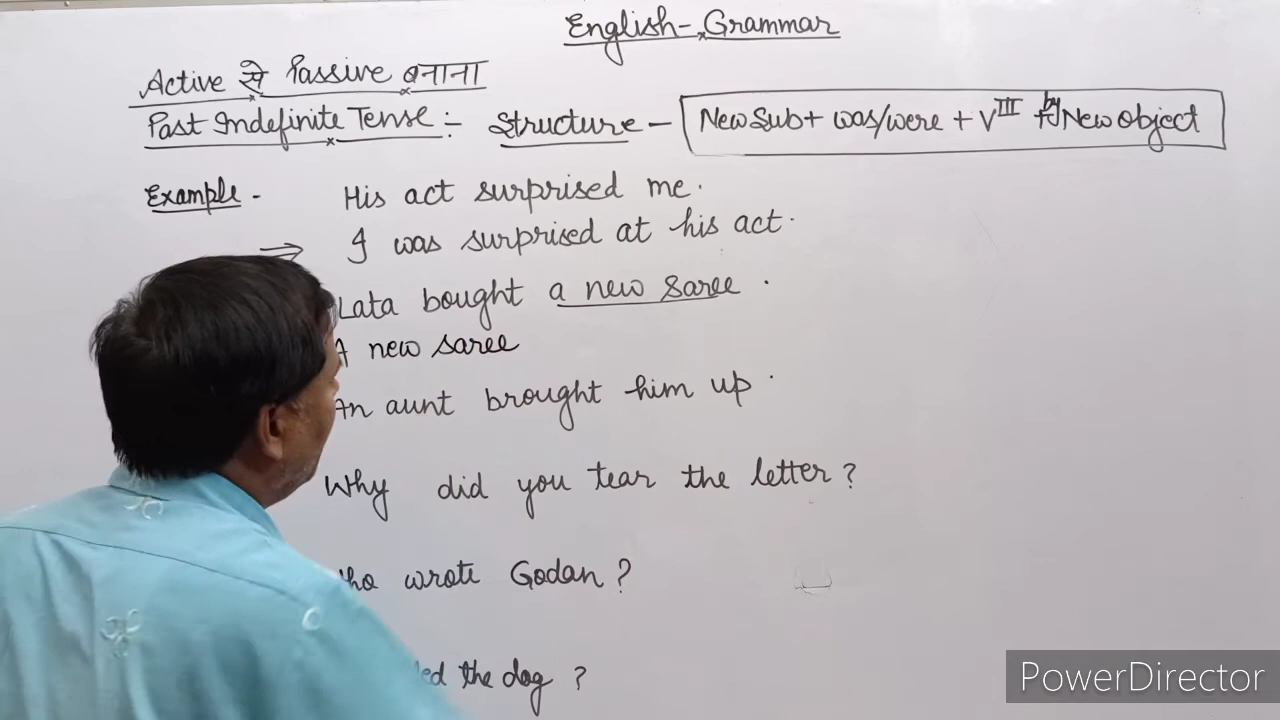 English-Grammar
Active से Passive बनाना
Past Indefinite Tense:- Structure - New Sub + was/were + V III + by New Object
Example - His act surprised me.
⇒ I was surprised at his act.
Lata bought a new saree.
A new saree
An aunt brought him up.
Why did you tear the letter?
wrote Godan?
the dog?
PowerDirector